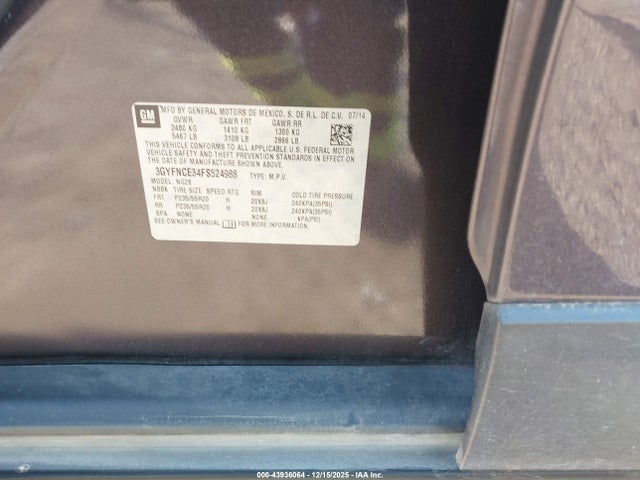 GM
MFD BY GENERAL MOTORS DE MEXICO, S. DE R.L. DE C.V. 07/14
GVWR GAWR FRT GAWR RR
2480 KG 1410 KG 1300 KG
5467 LB 3108 LB 2866 LB
THIS VEHICLE CONFORMS TO ALL APPLICABLE U.S. FEDERAL MOTOR
VEHICLE SAFETY AND THEFT PREVENTION STANDARDS IN EFFECT ON
THE DATE OF MANUFACTURE SHOWN ABOVE.
3GYFNCE34FS524988 TYPE: M.P.V.
MODEL: NG26
NBBK TIRE SIZE SPEED RTG RIM COLD TIRE PRESSURE
FRT P235/55R20 H 20X8J 240KPA(35PSI)
RR P235/55R20 H 20X8J 240KPA(35PSI)
SPA NONE NONE KPA(PSI)
SEE OWNER'S MANUAL FOR MORE INFORMATION.
000-43936064 | 12/15/2025 | IAA Inc.